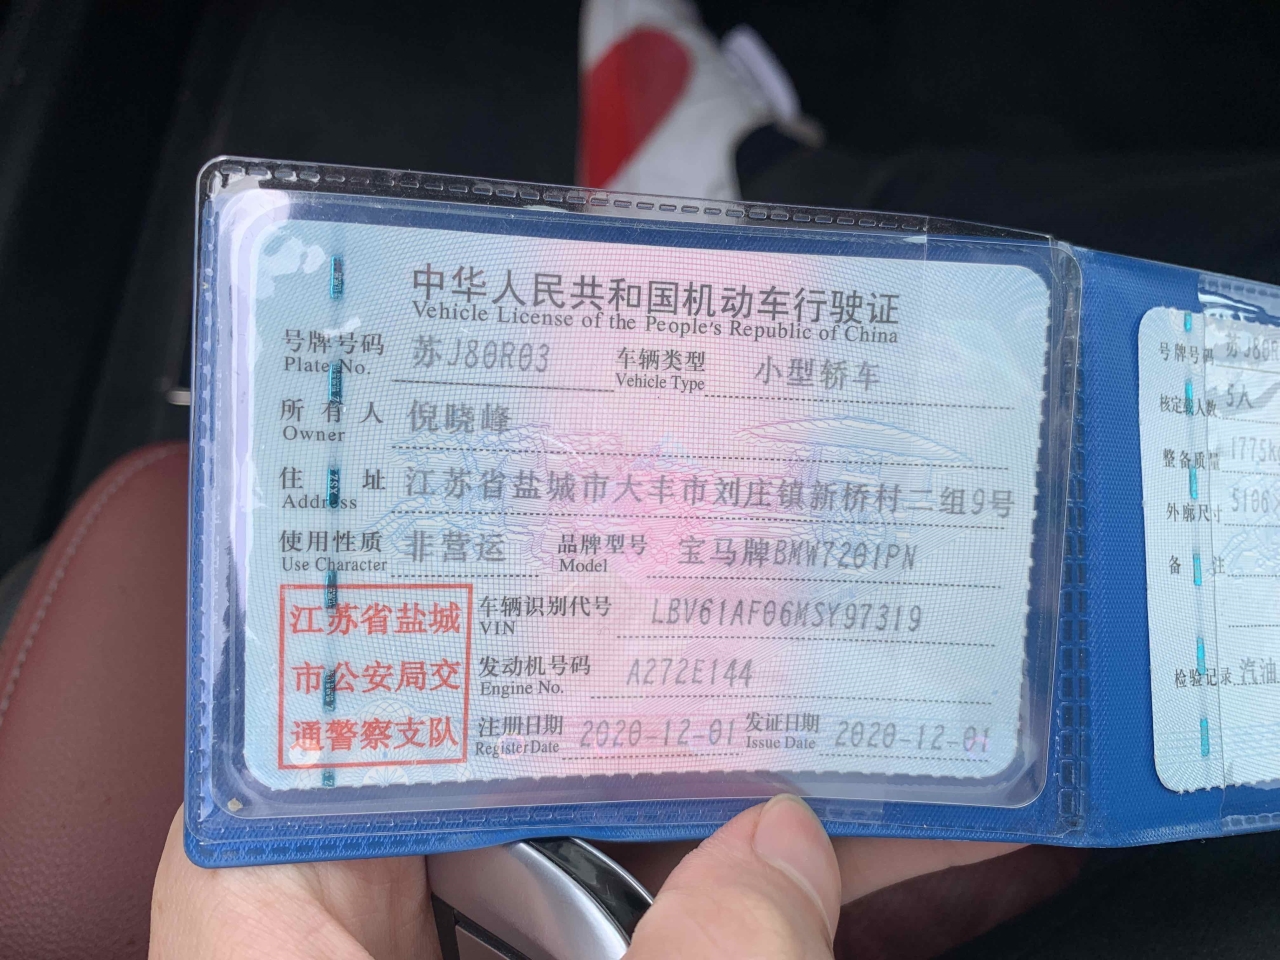 中华人民共和国机动车行驶证
Vehicle License of the People's Republic of China
号牌号码 苏J80R03 车辆类型 小型轿车
Plate No. Vehicle Type
所有人 倪晓峰
Owner
住址 江苏省盐城市大丰市刘庄镇新桥村二组9号
Address
使用性质 非营运 品牌型号 宝马牌BMW7201PN
Use Character Model
江苏省盐城
市公安局交
通警察支队
车辆识别代号 LBV61AF06MSY97319
VIN
发动机号码 A272E144
Engine No.
注册日期 2020-12-01 发证日期 2020-12-01
Register Date Issue Date
号牌号码 苏J80R
核定载人数 5人
整备质量 1775k
外廓尺寸 5106
备注
检验记录 汽油